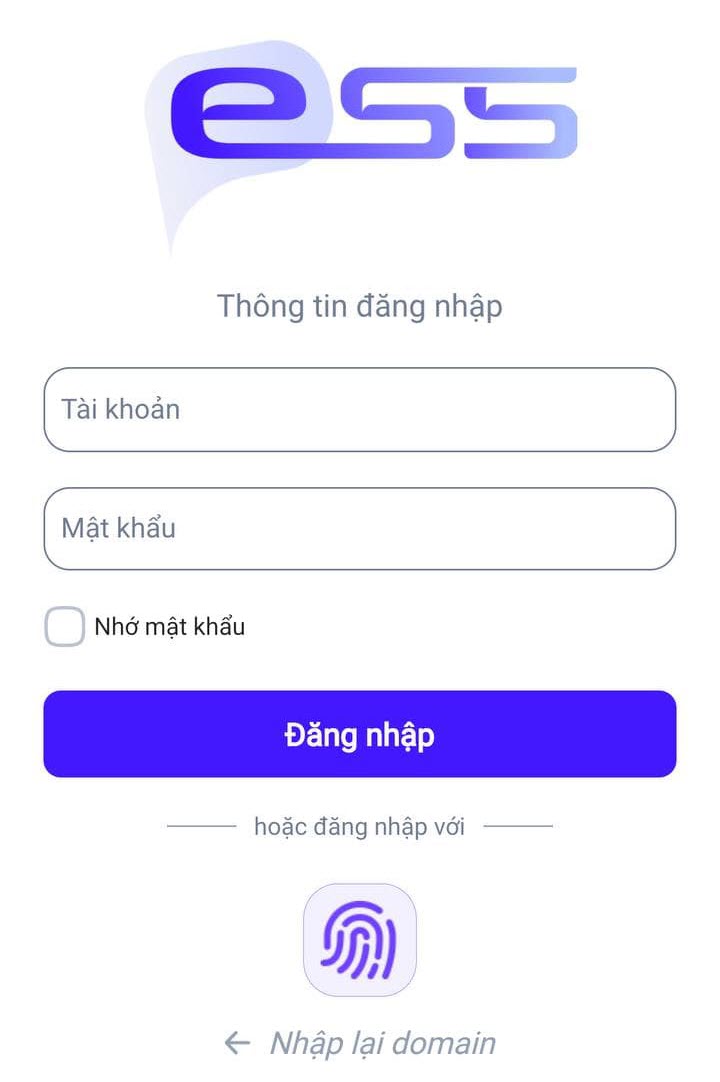 ess
Thông tin đăng nhập
Tài khoản
Mật khẩu
Nhớ mật khẩu
Đăng nhập
hoặc đăng nhập với
Nhập lại domain